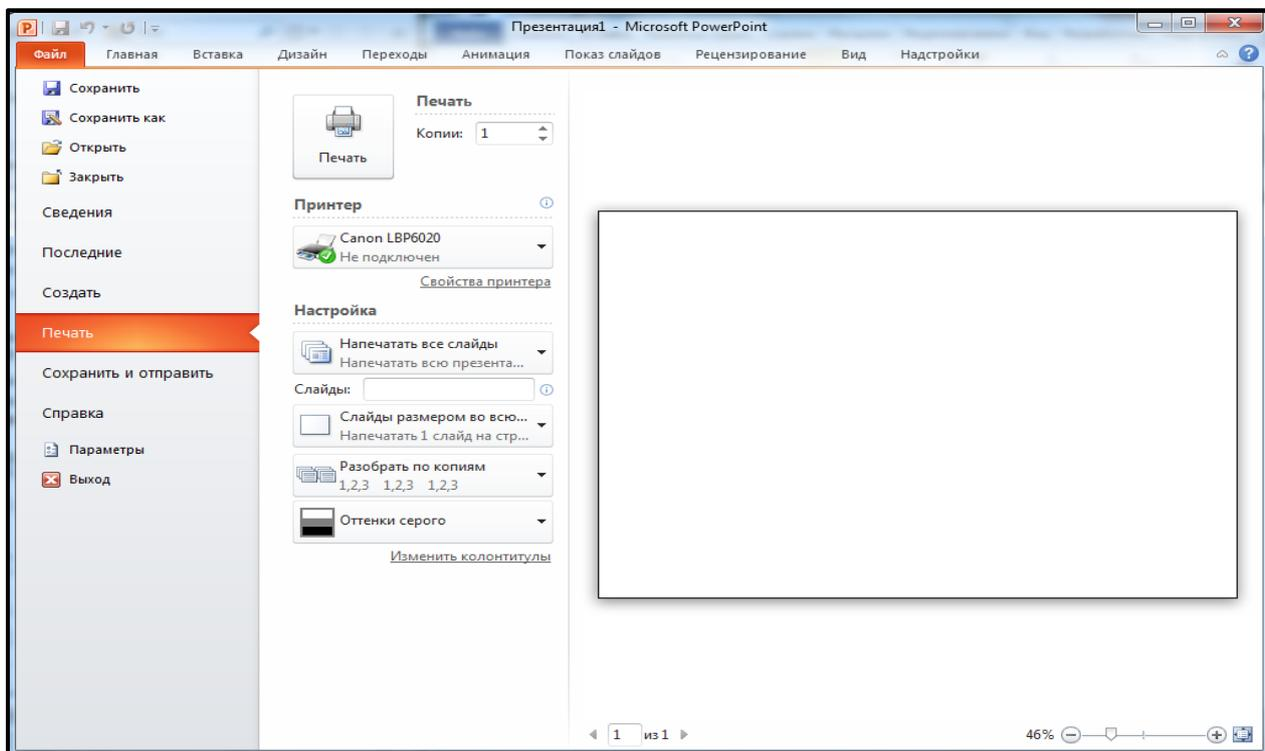 Презентация1 - Microsoft PowerPoint
Файл Главная Вставка Дизайн Переходы Анимация Показ слайдов Рецензирование Вид Надстройки
Сохранить
Сохранить как
Открыть
Закрыть
Сведения
Последние
Создать
Печать
Сохранить и отправить
Справка
Параметры
Выход
Печать
Печать
Копии: 1
Принтер
Canon LBP6020
Не подключен
Свойства принтера
Настройка
Напечатать все слайды
Напечатать всю презента...
Слайды:
Слайды размером во всю...
Напечатать 1 слайд на стр...
Разобрать по копиям
1,2,3 1,2,3 1,2,3
Оттенки серого
Изменить колонтитулы
1 из 1
46%